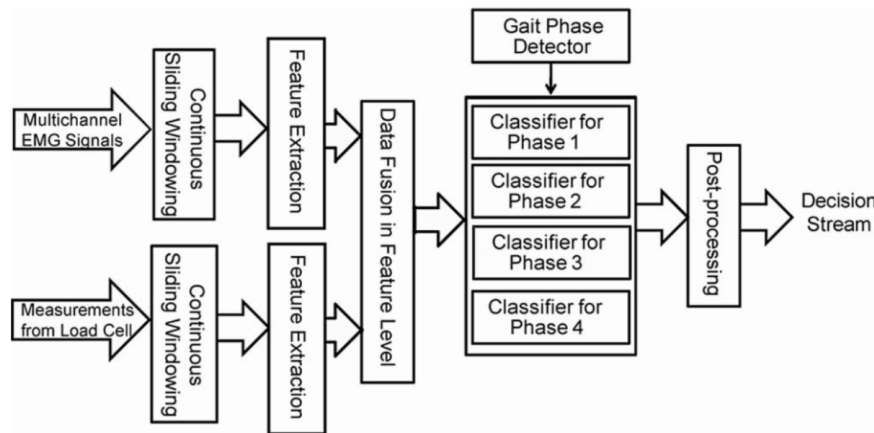 Gait Phase
Detector
Multichannel
EMG Signals
Continuous
Sliding Windowing
Feature Extraction
Measurements
from Load Cell
Continuous
Sliding Windowing
Feature Extraction
Data Fusion in Feature Level
Classifier for
Phase 1
Classifier for
Phase 2
Classifier for
Phase 3
Classifier for
Phase 4
Post-processing
Decision
Stream